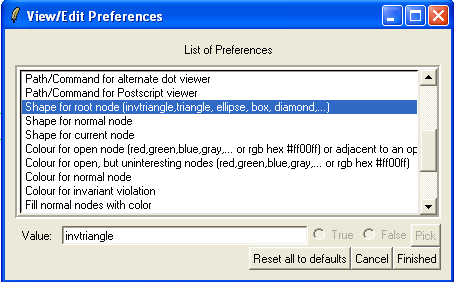 View/Edit Preferences
List of Preferences
Path/Command for alternate dot viewer
Path/Command for Postscript viewer
Shape for root node (invtriangle,triangle, ellipse, box, diamond,...)
Shape for normal node
Shape for current node
Colour for open node (red,green,blue,gray,... or rgb hex #ff00ff) or adjacent to an op
Colour for open, but uninteresting nodes (red,green,blue,gray,... or rgb hex #ff00ff)
Colour for normal node
Colour for invariant violation
Fill normal nodes with color
Value: invtriangle True False Pick
Reset all to defaults Cancel Finished